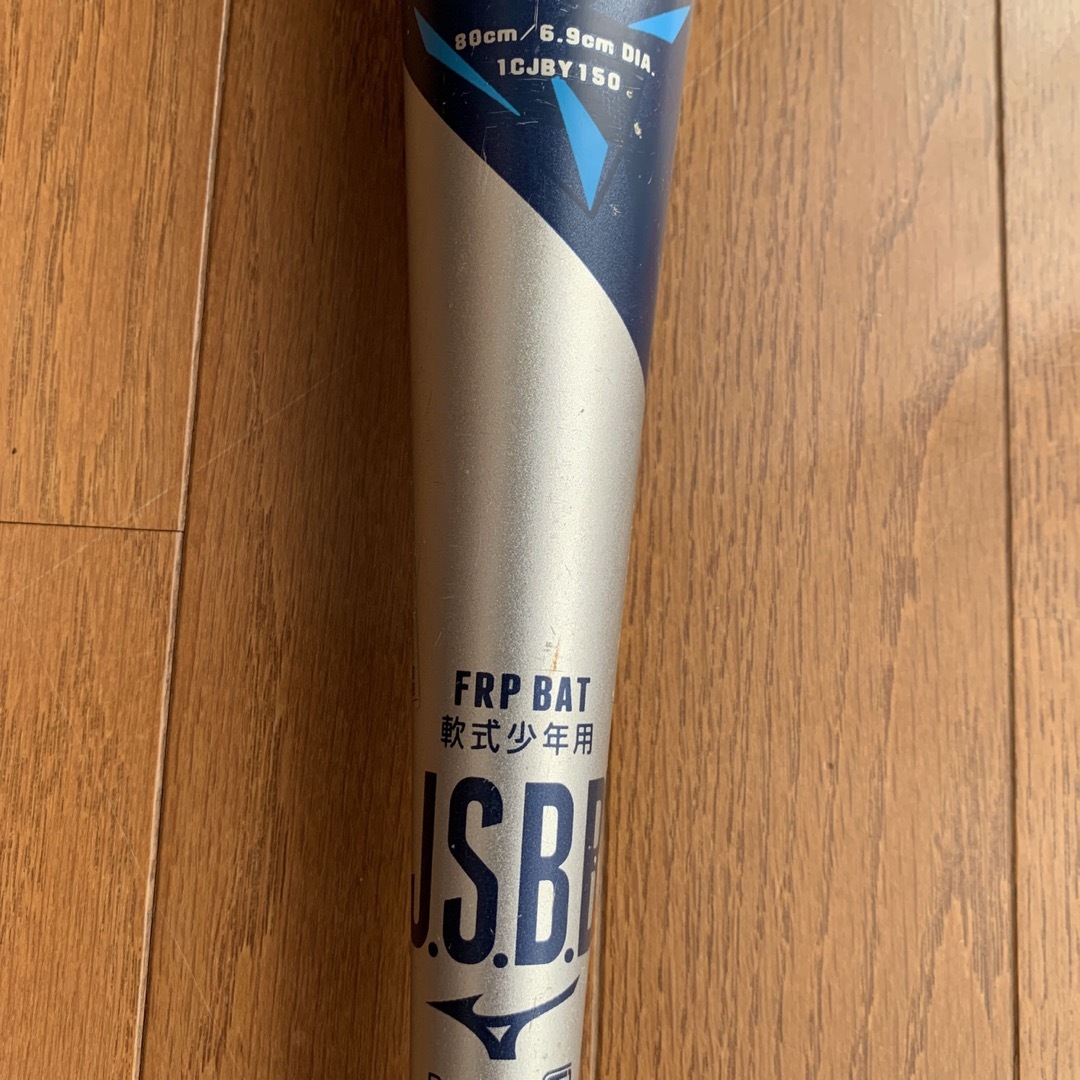 80cm/6.9cm DIA.
1CJBY150
FRP BAT
軟式少年用
J.S.B.B